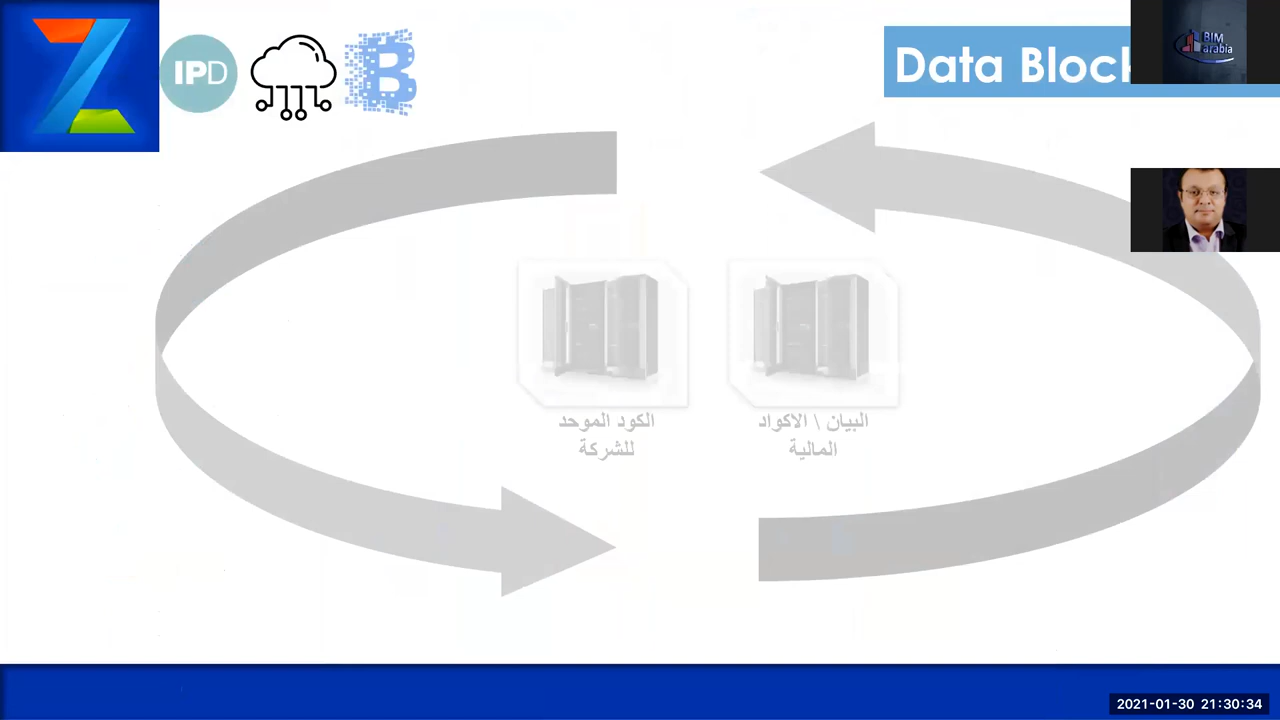 IPD
Data Block
BIM
arabia
البيان \ الاكواد
المالية
الكود الموحد
للشركة
2021-01-30 21:30:34